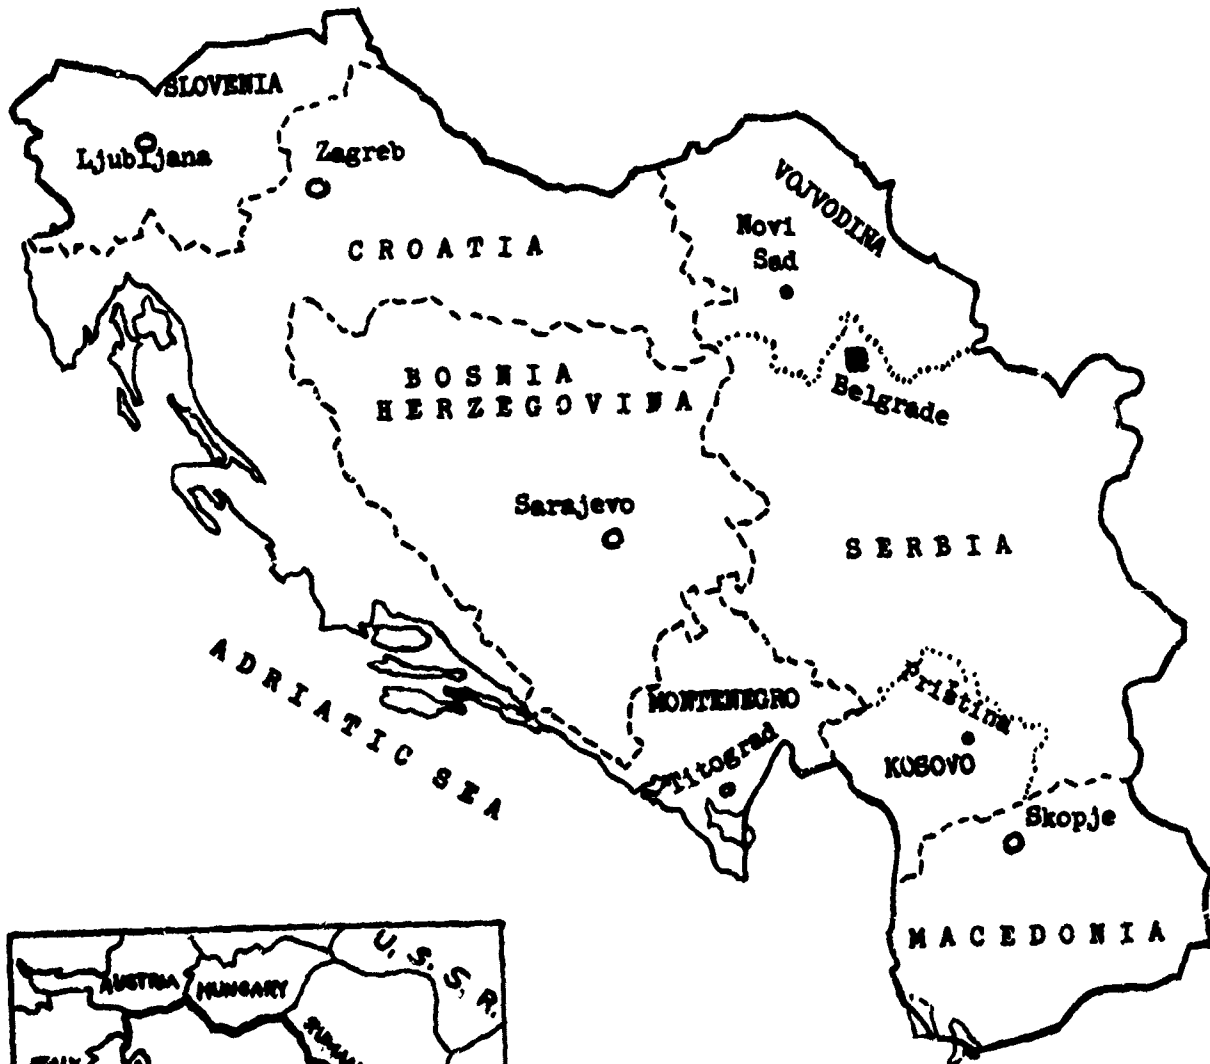 SLOVENIA
Ljubljana
Zagreb
CROATIA
VOJVODINA
Novi
Sad
Belgrade
BOSNIA
HERZEGOVINA
Sarajevo
SERBIA
ADRIATIC SEA
MONTENEGRO
Titograd
Priština
KOSOVO
Skopje
MACEDONIA
U.S.S.R.
AUSTRIA
HUNGARY